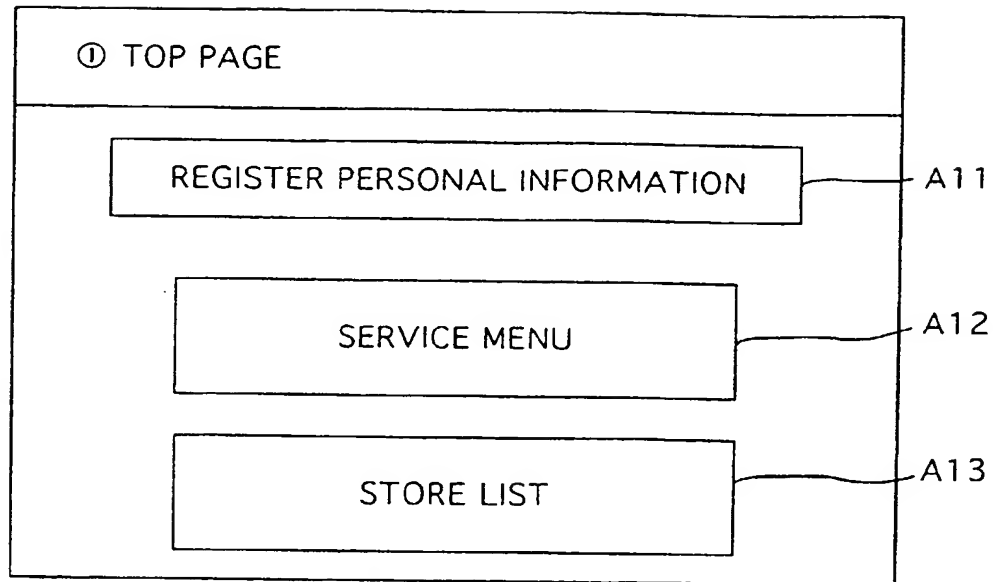 ① TOP PAGE
REGISTER PERSONAL INFORMATION
A11
SERVICE MENU
A12
STORE LIST
A13